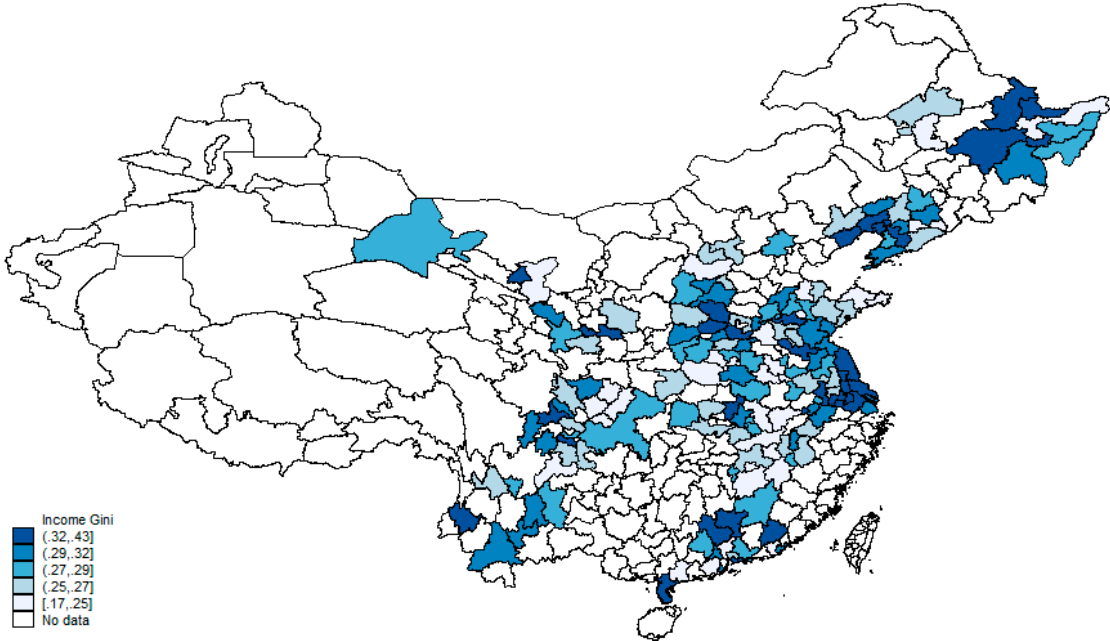 Income Gini
(.32,.43]
(.29,.32]
(.27,.29]
(.25,.27]
[.17,.25]
No data